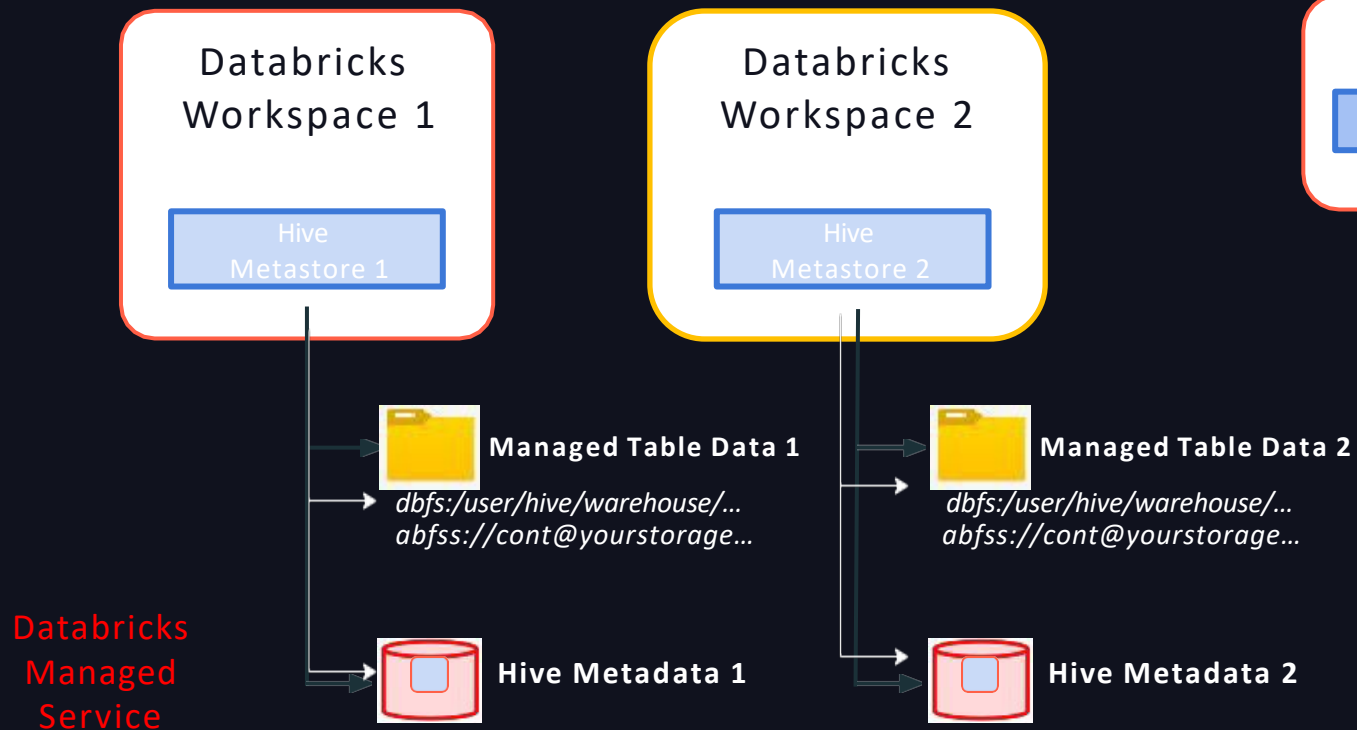 Databricks
Workspace 1
Hive
Metastore 1
Databricks
Workspace 2
Hive
Metastore 2
Managed Table Data 1
dbfs:/user/hive/warehouse/…
abfss://cont@yourstorage…
Managed Table Data 2
dbfs:/user/hive/warehouse/…
abfss://cont@yourstorage…
Databricks
Managed
Service
Hive Metadata 1
Hive Metadata 2